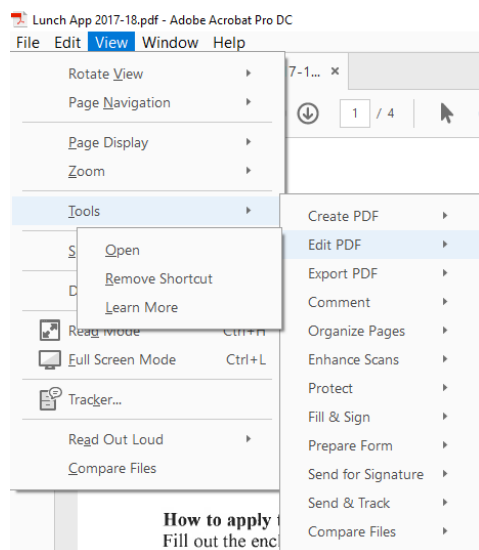 Lunch App 2017-18.pdf - Adobe Acrobat Pro DC
File Edit View Window Help
7-1... ×
1 / 4
Rotate View
Page Navigation
Page Display
Zoom
Tools
Open
Remove Shortcut
Learn More
S
D
Read Mode Ctrl+H
Full Screen Mode Ctrl+L
Tracker...
Read Out Loud
Compare Files
Create PDF
Edit PDF
Export PDF
Comment
Organize Pages
Enhance Scans
Protect
Fill & Sign
Prepare Form
Send for Signature
Send & Track
Compare Files
How to apply
Fill out the encl